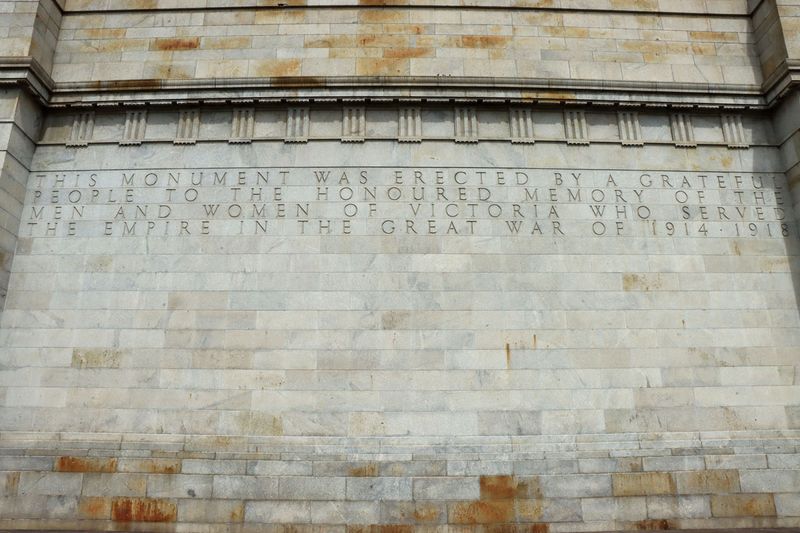 THIS MONUMENT WAS ERECTED BY A GRATEFUL
PEOPLE TO THE HONOURED MEMORY OF THE
MEN AND WOMEN OF VICTORIA WHO SERVED
THE EMPIRE IN THE GREAT WAR OF 1914·1918